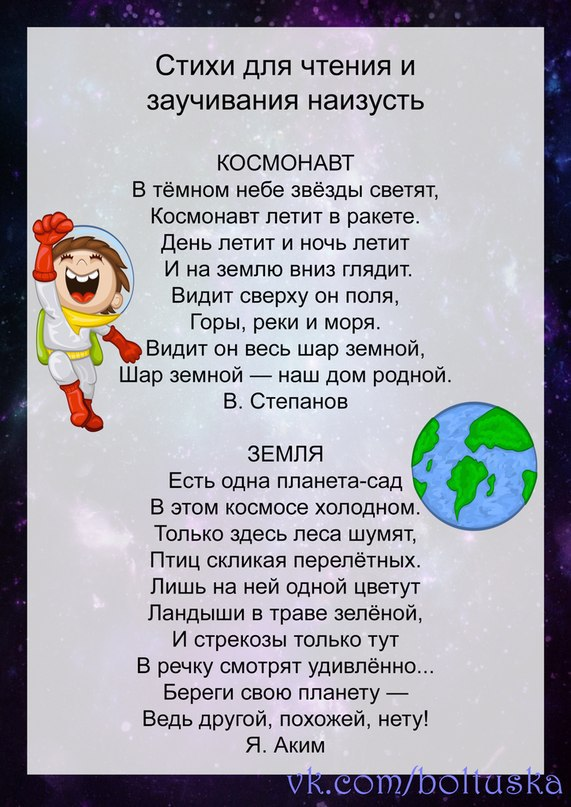 Стихи для чтения и
заучивания наизусть
КОСМОНАВТ
В тёмном небе звёзды светят,
Космонавт летит в ракете.
День летит и ночь летит
И на землю вниз глядит.
Видит сверху он поля,
Горы, реки и моря.
Видит он весь шар земной,
Шар земной — наш дом родной.
В. Степанов
ЗЕМЛЯ
Есть одна планета-сад
В этом космосе холодном.
Только здесь леса шумят,
Птиц скликая перелётных.
Лишь на ней одной цветут
Ландыши в траве зелёной,
И стрекозы только тут
В речку смотрят удивлённо...
Береги свою планету —
Ведь другой, похожей, нету!
Я. Аким
vk.com/boltuska